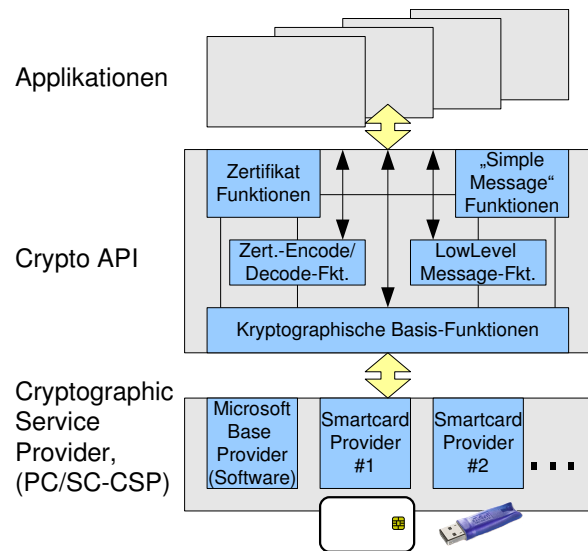 Applikationen
Zertifikat
Funktionen
„Simple
Message“
Funktionen
Crypto API
Zert.-Encode/
Decode-Fkt.
LowLevel
Message-Fkt.
Kryptographische Basis-Funktionen
Cryptographic
Service
Provider,
(PC/SC-CSP)
Microsoft
Base
Provider
(Software)
Smartcard
Provider
#1
Smartcard
Provider
#2